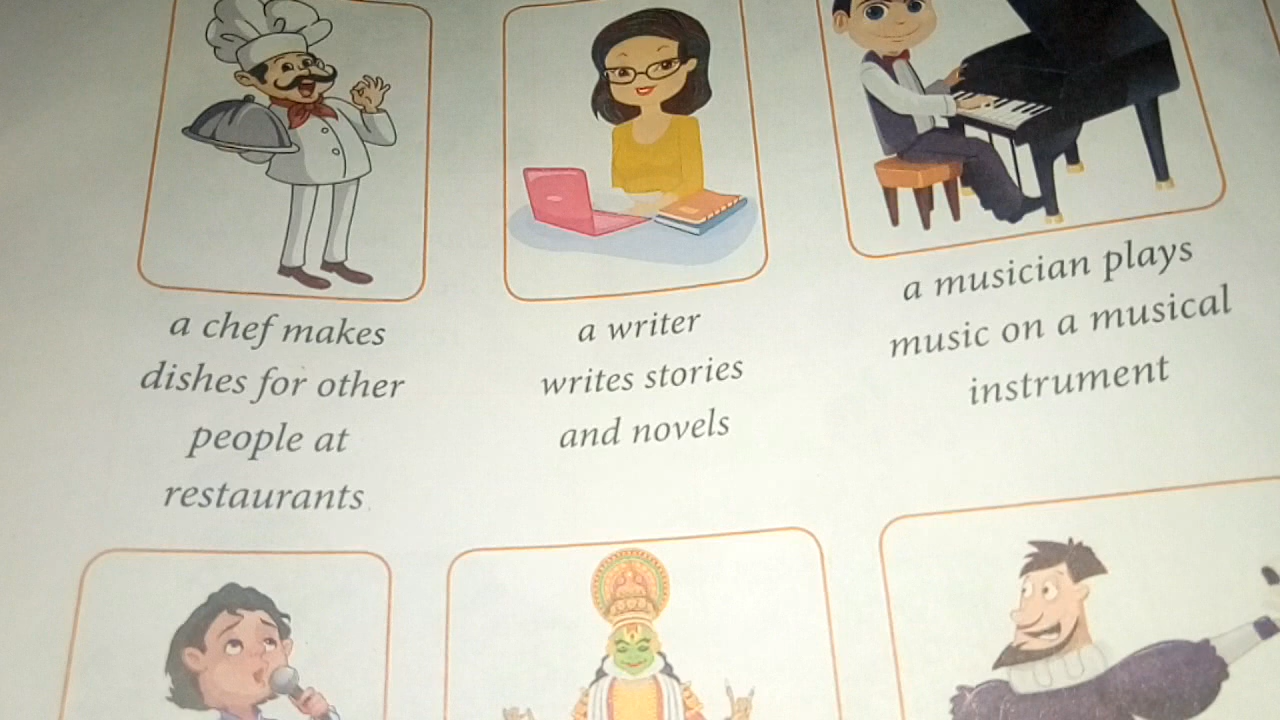 a chef makes
dishes for other
people at
restaurants
a writer
writes stories
and novels
a musician plays
music on a musical
instrument